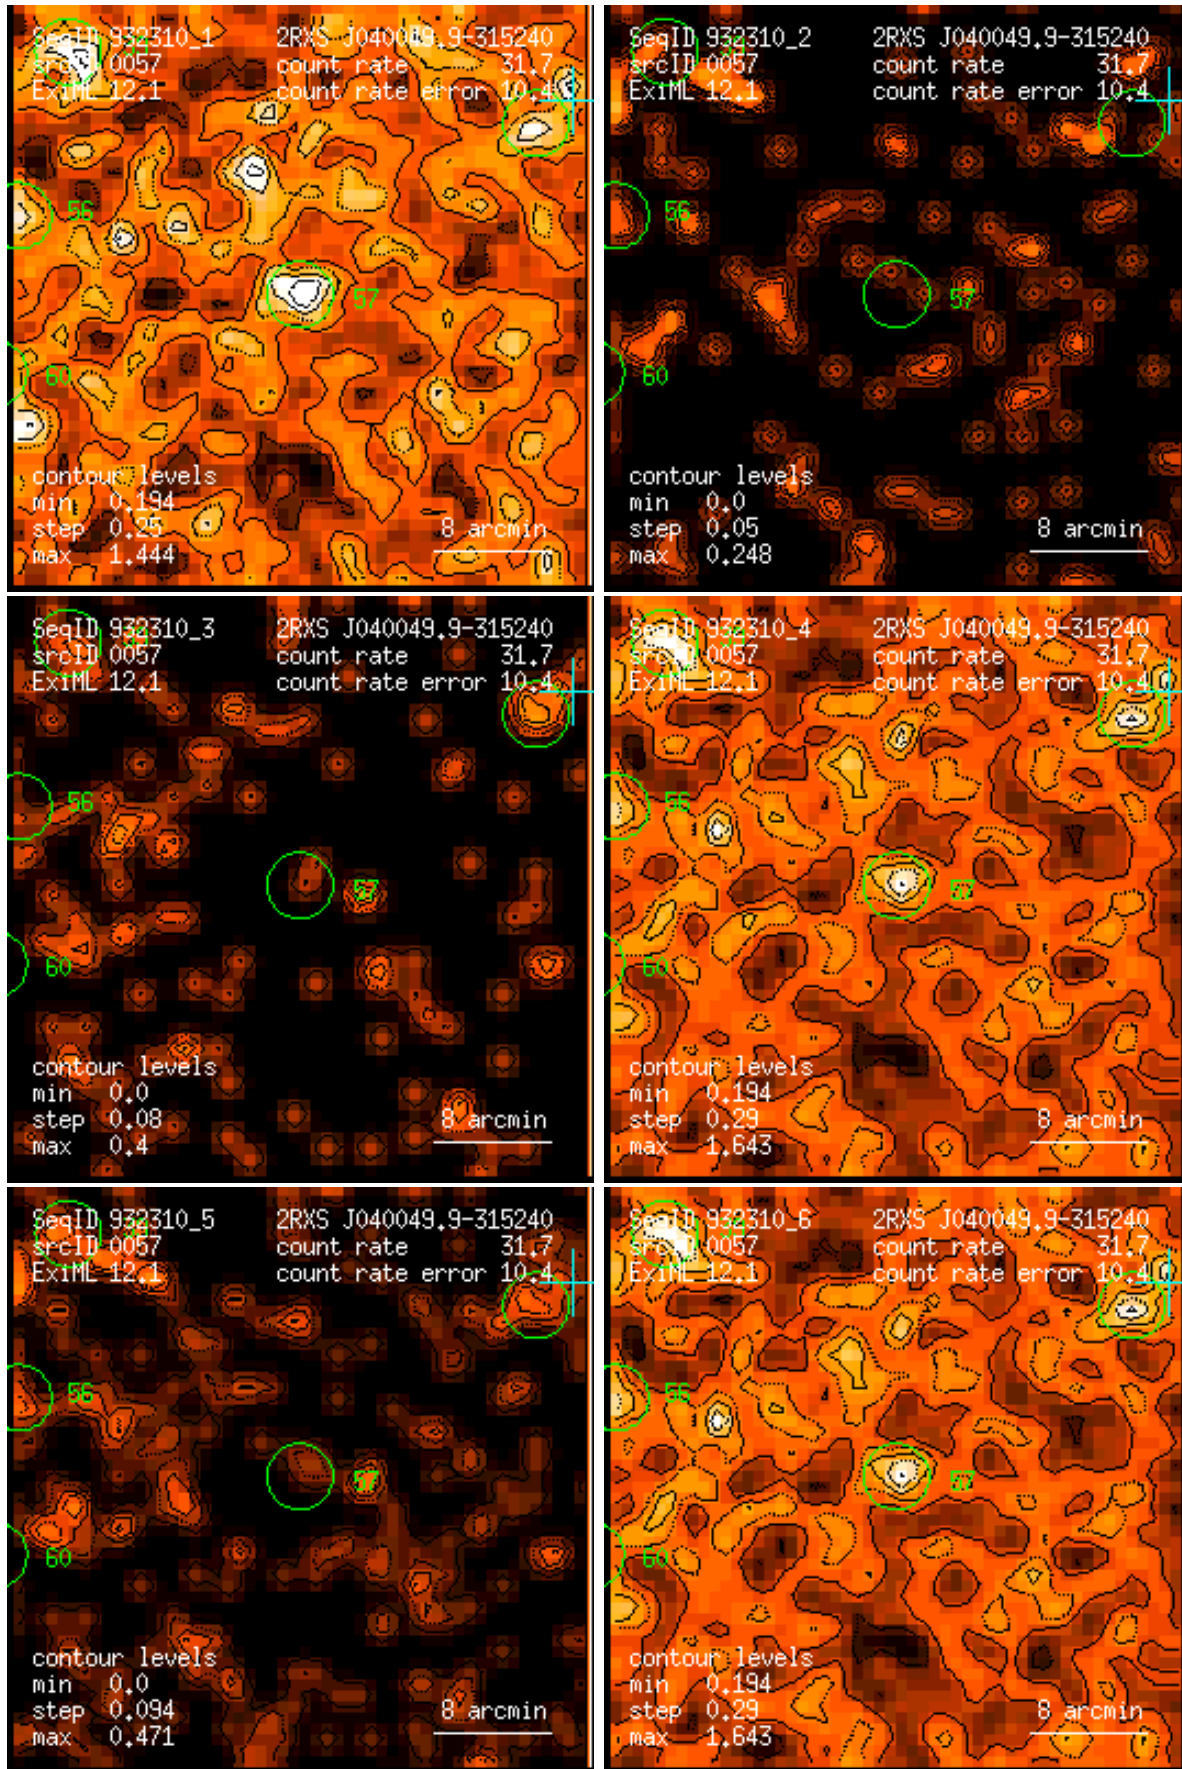 SeqID 932310_1 2RXS J040049.9-315240
srcID 0057 count rate 31.7
ExiML 12.1 count rate error 10.4
56
57
60
contour levels
min 0.194
step 0.25 8 arcmin
max 1.444
SeqID 932310_2 2RXS J040049.9-315240
srcID 0057 count rate 31.7
ExiML 12.1 count rate error 10.4
56
57
60
contour levels
min 0.0
step 0.05 8 arcmin
max 0.248
SeqID 932310_3 2RXS J040049.9-315240
srcID 0057 count rate 31.7
ExiML 12.1 count rate error 10.4
56
57
60
contour levels
min 0.0
step 0.08 8 arcmin
max 0.4
SeqID 932310_4 2RXS J040049.9-315240
srcID 0057 count rate 31.7
ExiML 12.1 count rate error 10.4
56
57
60
contour levels
min 0.194
step 0.29 8 arcmin
max 1.643
SeqID 932310_5 2RXS J040049.9-315240
srcID 0057 count rate 31.7
ExiML 12.1 count rate error 10.4
56
57
60
contour levels
min 0.0
step 0.094 8 arcmin
max 0.471
SeqID 932310_6 2RXS J040049.9-315240
srcID 0057 count rate 31.7
ExiML 12.1 count rate error 10.4
56
57
60
contour levels
min 0.194
step 0.29 8 arcmin
max 1.643